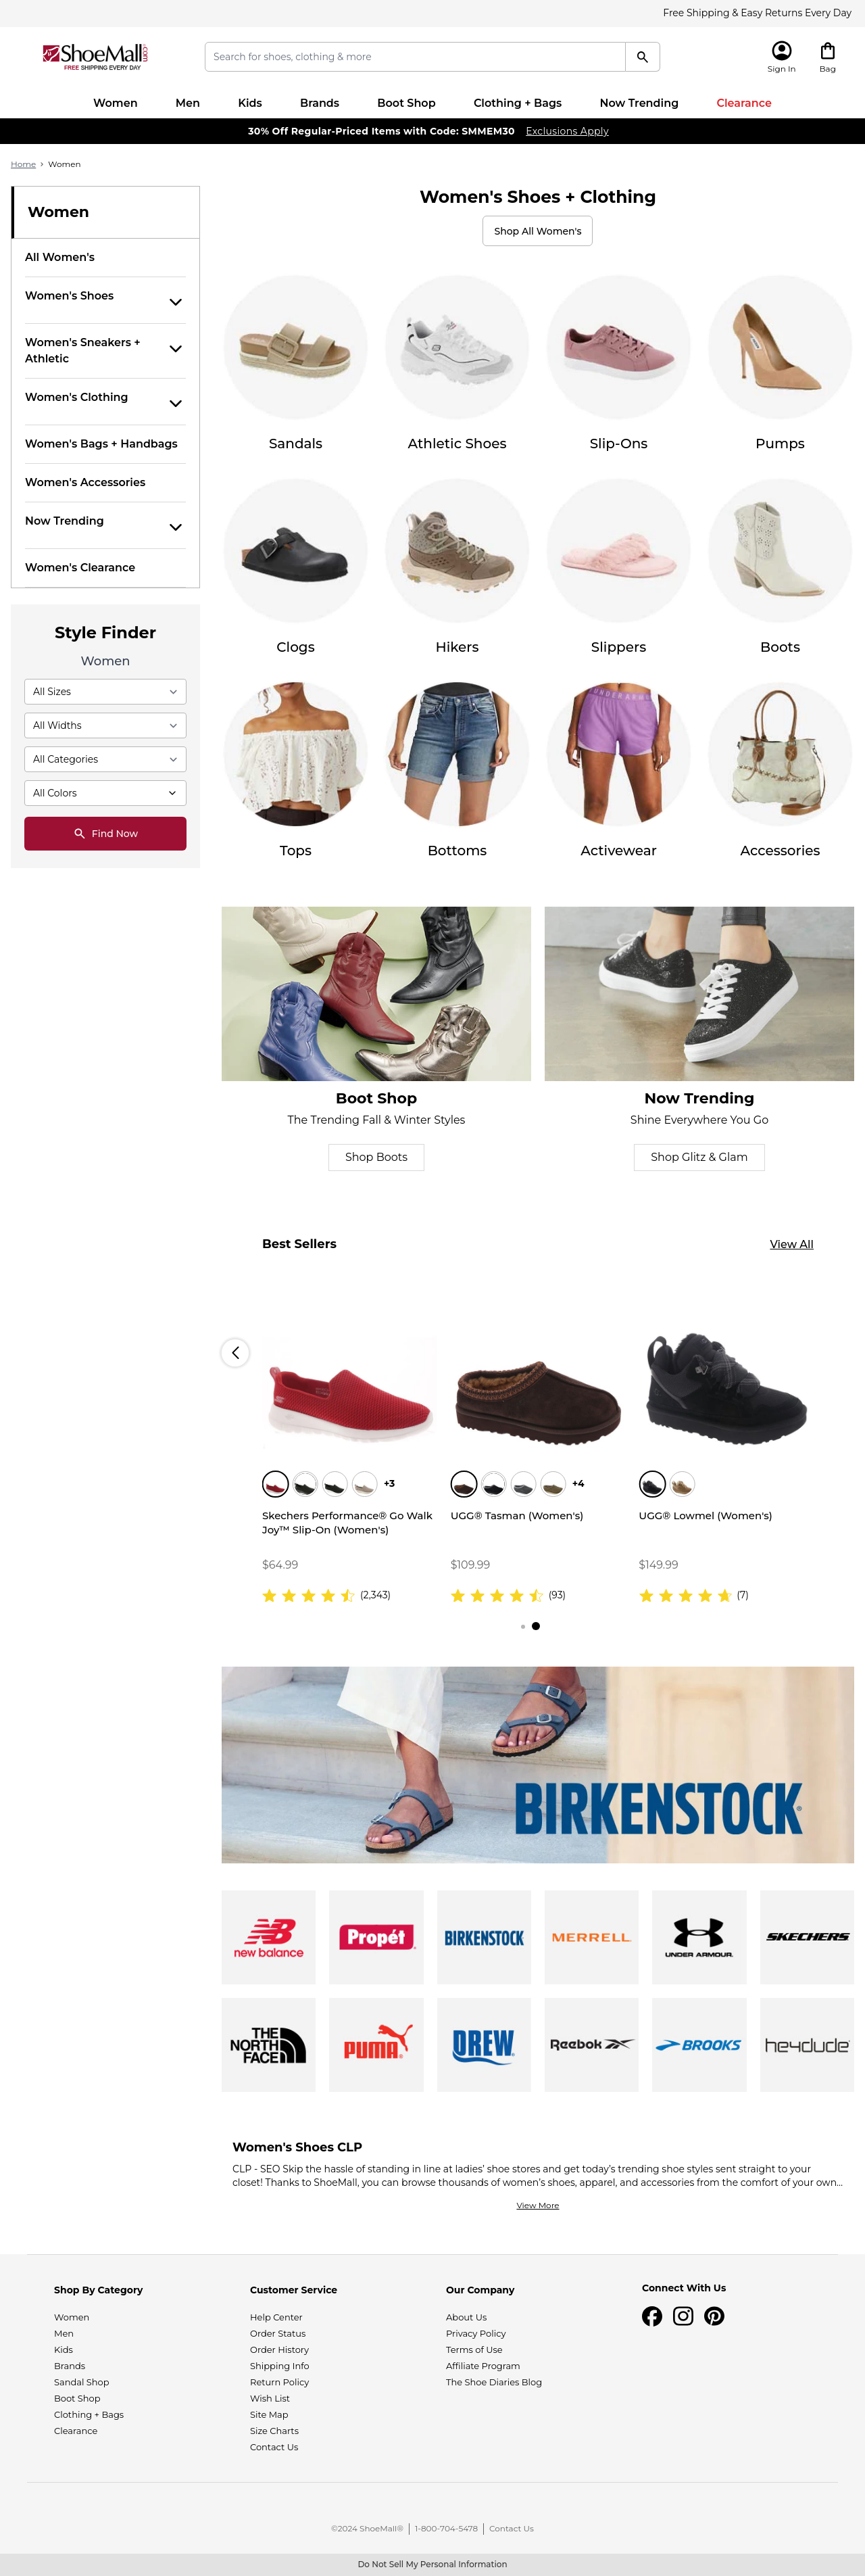 Free Shipping & Easy Returns Every Day
ShoeMall.com
FREE SHIPPING EVERY DAY
Search for shoes, clothing & more
Sign In
Bag
Women
Men
Kids
Brands
Boot Shop
Clothing + Bags
Now Trending
Clearance
30% Off Regular-Priced Items with Code: SMMEM30 Exclusions Apply
Home › Women
Women
All Women's
Women's Shoes
Women's Sneakers +
Athletic
Women's Clothing
Women's Bags + Handbags
Women's Accessories
Now Trending
Women's Clearance
Style Finder
Women
All Sizes
All Widths
All Categories
All Colors
Find Now
Women's Shoes + Clothing
Shop All Women's
Sandals
Athletic Shoes
Slip-Ons
Pumps
Clogs
Hikers
Slippers
Boots
UNDER ARMOUR
Tops
Bottoms
Activewear
Accessories
Boot Shop
The Trending Fall & Winter Styles
Shop Boots
Now Trending
Shine Everywhere You Go
Shop Glitz & Glam
Best Sellers
View All
+3
Skechers Performance® Go Walk
Joy™ Slip-On (Women's)
$64.99
(2,343)
+4
UGG® Tasman (Women's)
$109.99
(93)
UGG® Lowmel (Women's)
$149.99
(7)
BIRKENSTOCK®
new balance
Propét
BIRKENSTOCK
MERRELL
UNDER ARMOUR
SKECHERS
THE
NORTH
FACE
PUMA
DREW
Reebok
BROOKS
heydude
Women's Shoes CLP
CLP - SEO Skip the hassle of standing in line at ladies’ shoe stores and get today’s trending shoe styles sent straight to your
closet! Thanks to ShoeMall, you can browse thousands of women’s shoes, apparel, and accessories from the comfort of your own...
View More
Shop By Category
Women
Men
Kids
Brands
Sandal Shop
Boot Shop
Clothing + Bags
Clearance
Customer Service
Help Center
Order Status
Order History
Shipping Info
Return Policy
Wish List
Site Map
Size Charts
Contact Us
Our Company
About Us
Privacy Policy
Terms of Use
Affiliate Program
The Shoe Diaries Blog
Connect With Us
©2024 ShoeMall® | 1-800-704-5478 | Contact Us
Do Not Sell My Personal Information